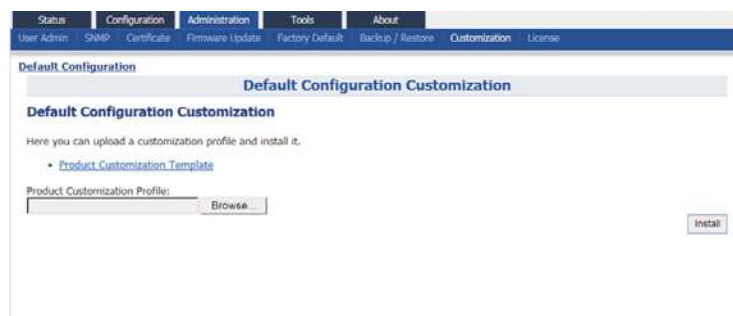 Status Configuration Administration Tools About
User Admin SNMP Certificate Firmware Update Factory Default Backup / Restore Customization License
Default Configuration
Default Configuration Customization
Default Configuration Customization
Here you can upload a customization profile and install it.
Product Customization Template
Product Customization Profile:
Browse...
Install